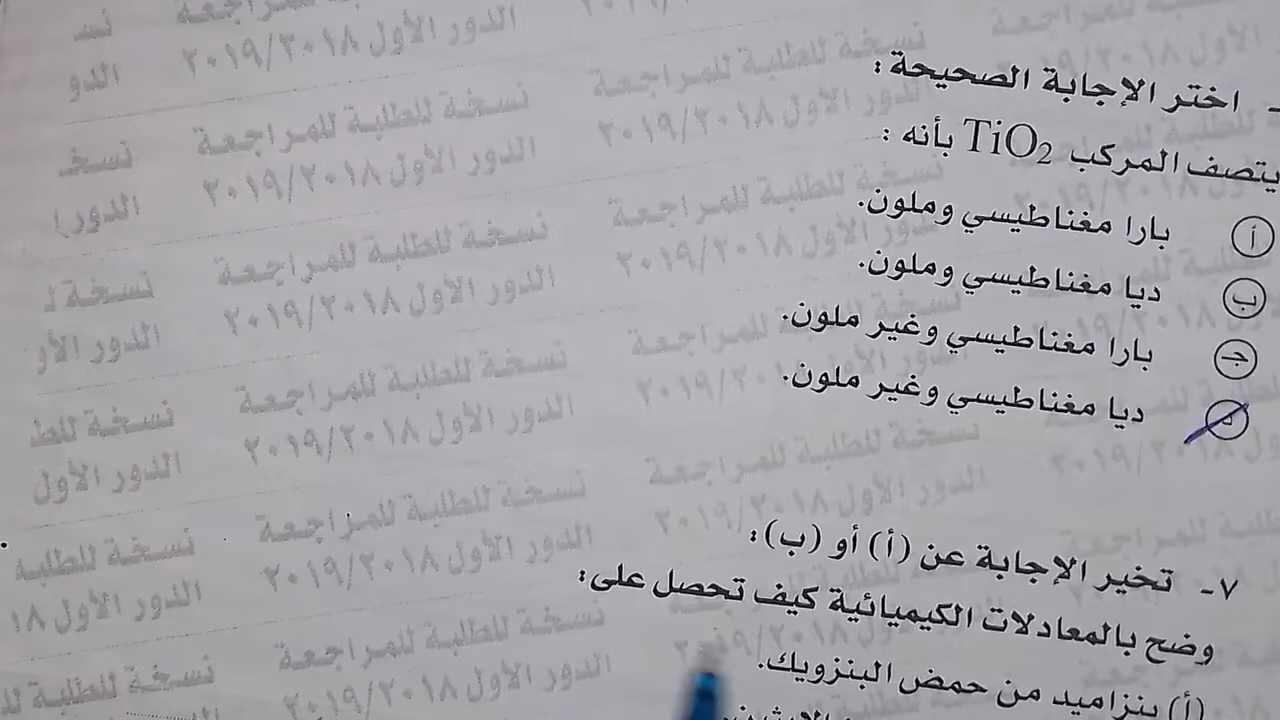 - اختر الإجابة الصحيحة :
يتصف المركب TiO2 بأنه :
أ بارا مغناطيسي وملون.
ب ديا مغناطيسي وملون.
جـ بارا مغناطيسي وغير ملون.
د ديا مغناطيسي وغير ملون.
٧- تخير الإجابة عن (أ) أو (ب) :
وضح بالمعادلات الكيميائية كيف تحصل على :
(أ) بنزاميد من حمض البنزويك.
نسخة للطلبة للمراجعة
الدور الأول ٢٠١٩/٢٠١٨